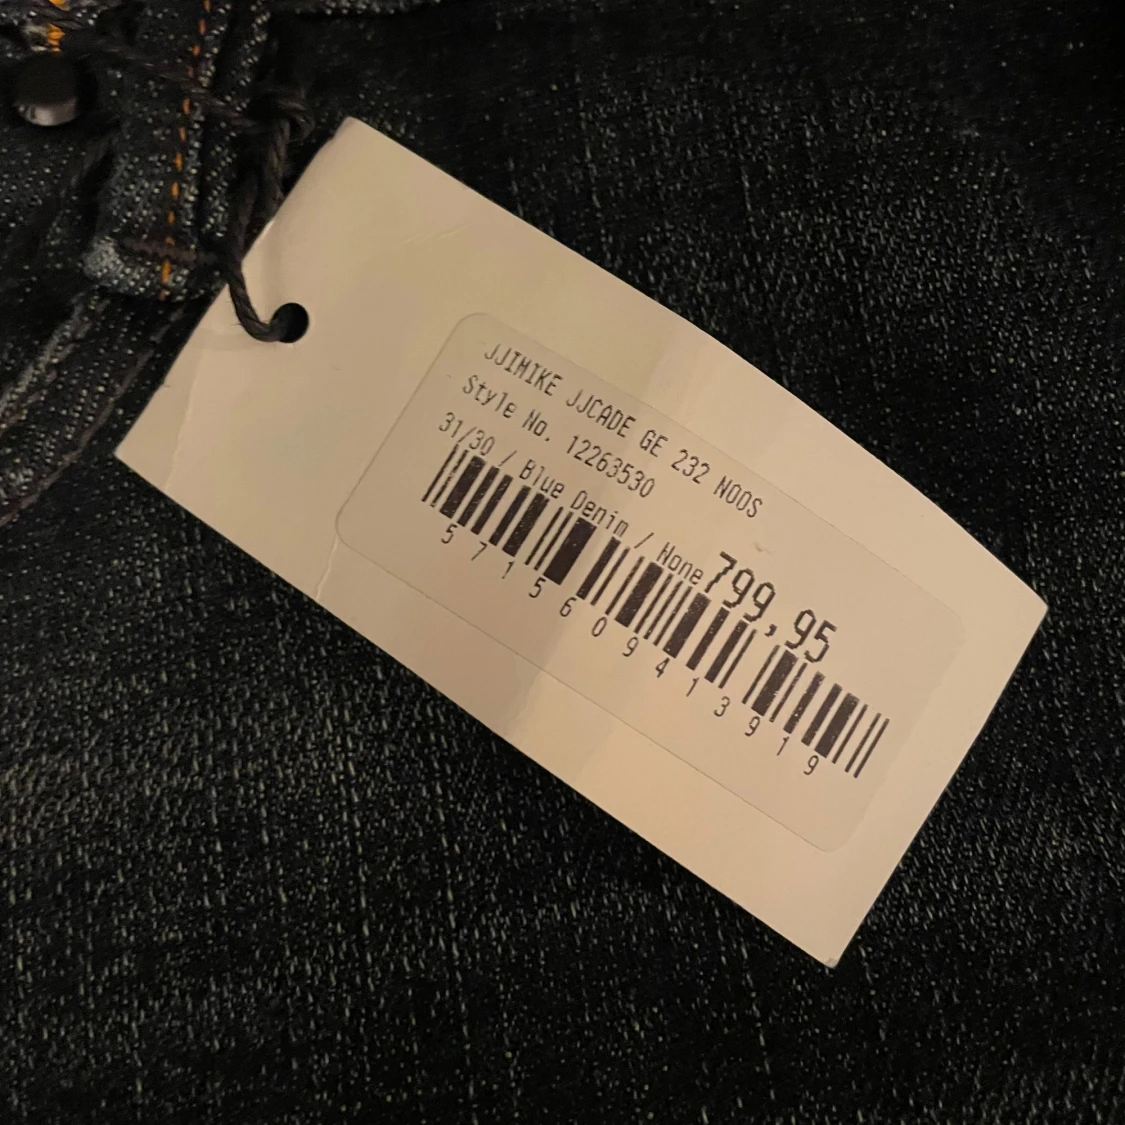 JJIMIKE JJCADE GE 232 NOOS
Style No. 12263530
31/30 / Blue Denim / None
799,95
5715609413919